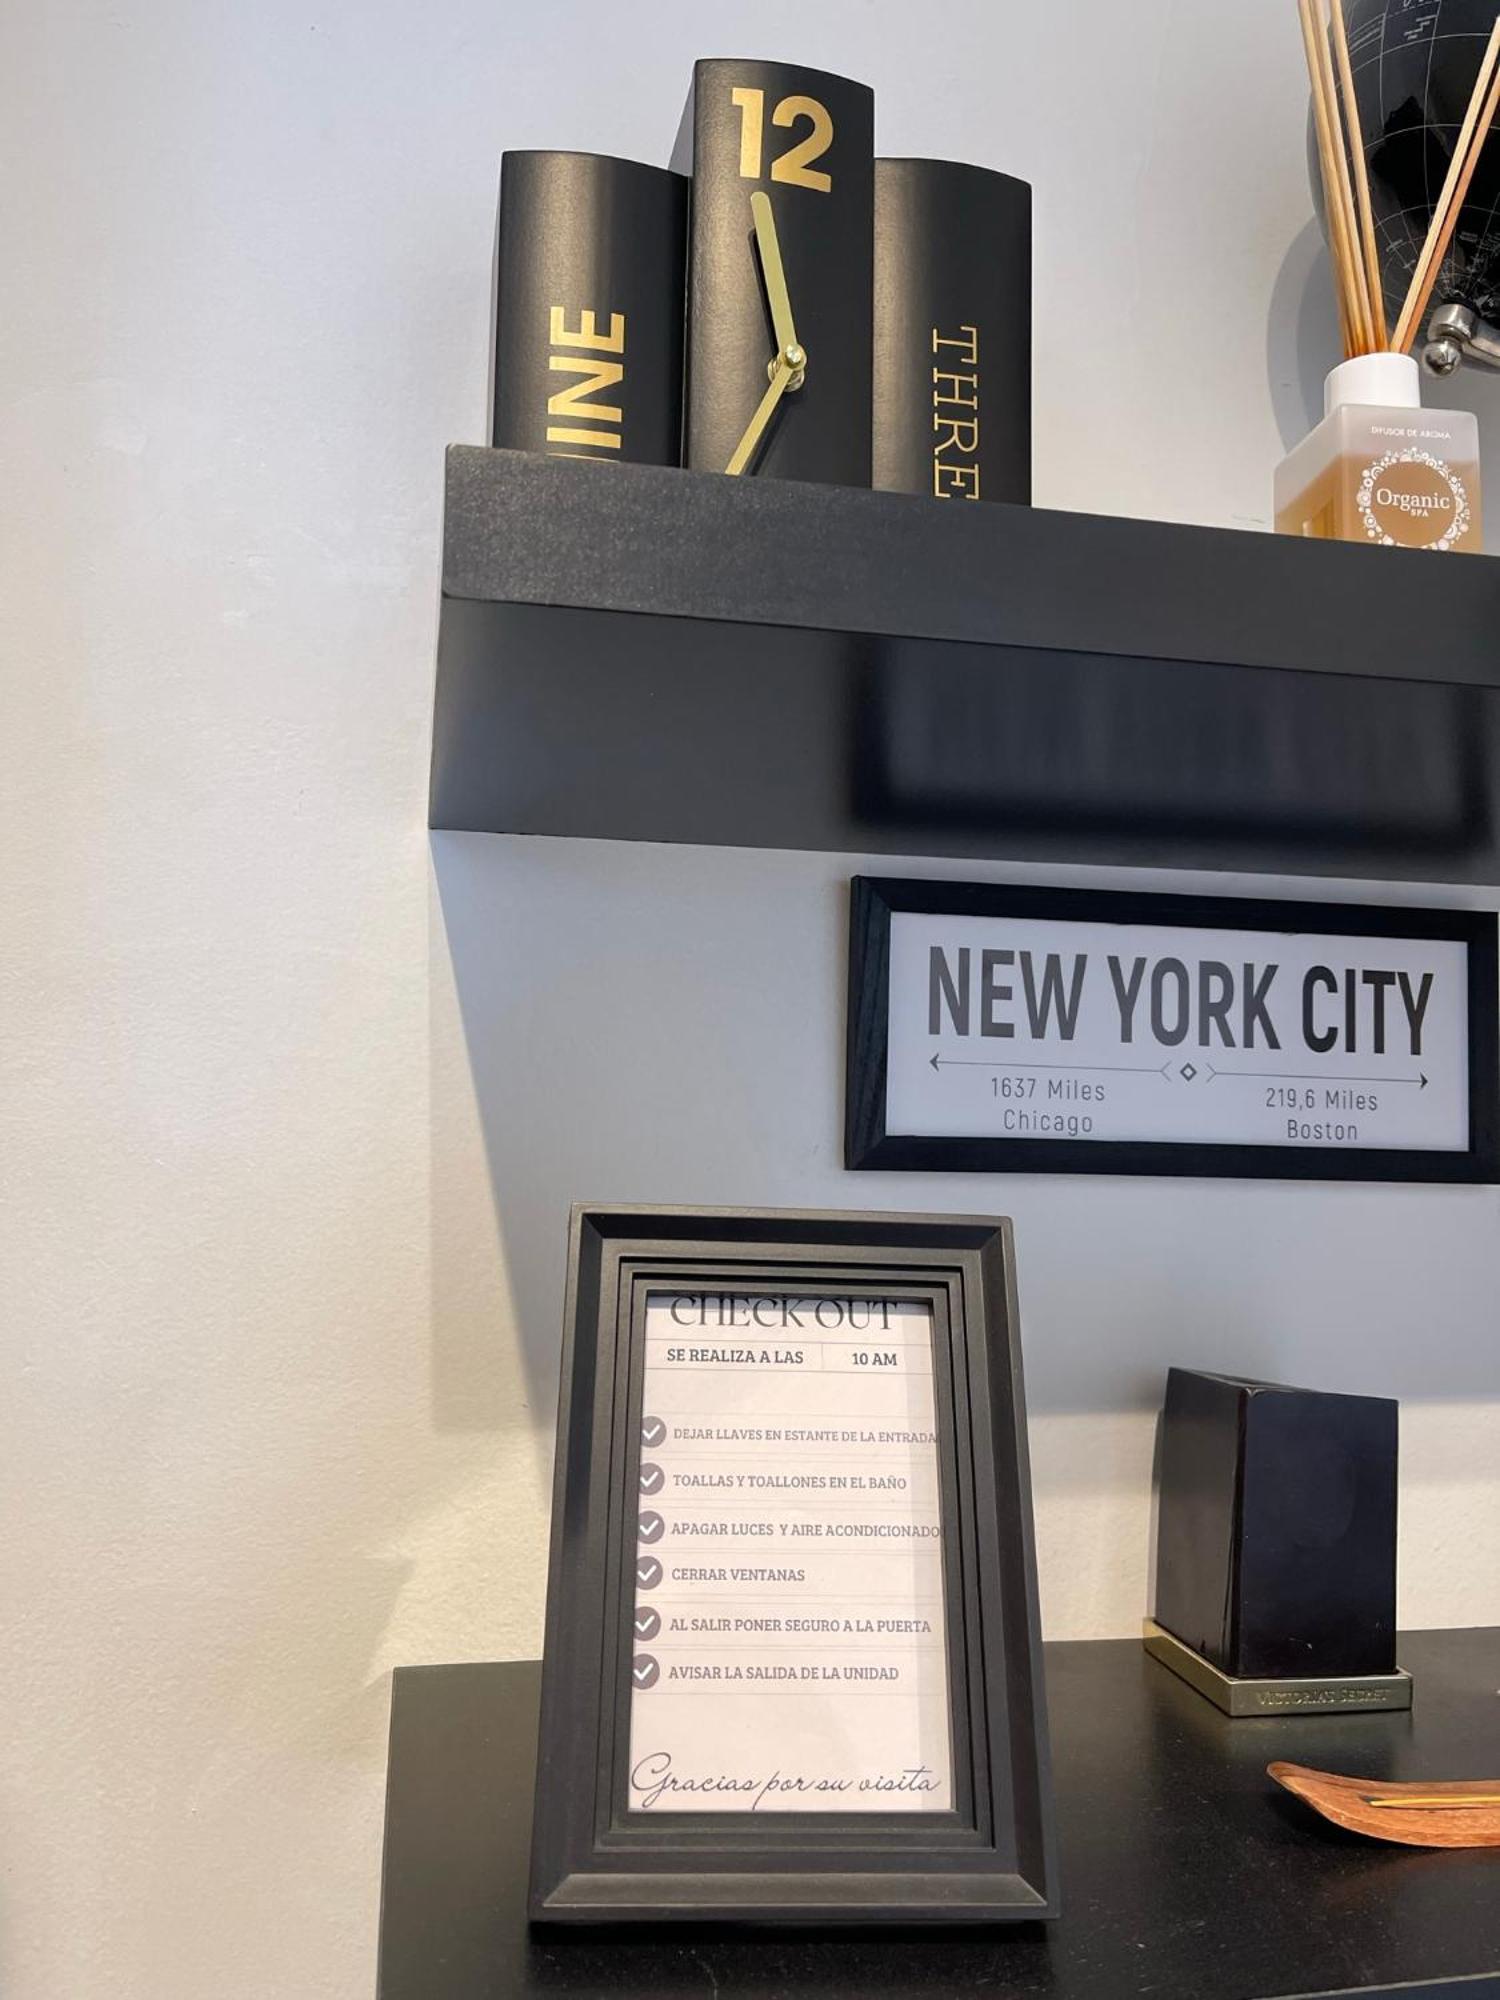 12
NINE
THREE
DIFUSOR DE AROMA
Organic
SPA
NEW YORK CITY
1637 Miles
Chicago
219,6 Miles
Boston
CHECK OUT
SE REALIZA A LAS 10 AM
DEJAR LLAVES EN ESTANTE DE LA ENTRADA
TOALLAS Y TOALLONES EN EL BAÑO
APAGAR LUCES Y AIRE ACONDICIONADO
CERRAR VENTANAS
AL SALIR PONER SEGURO A LA PUERTA
AVISAR LA SALIDA DE LA UNIDAD
Gracias por su visita
VICTORIA'S SECRET